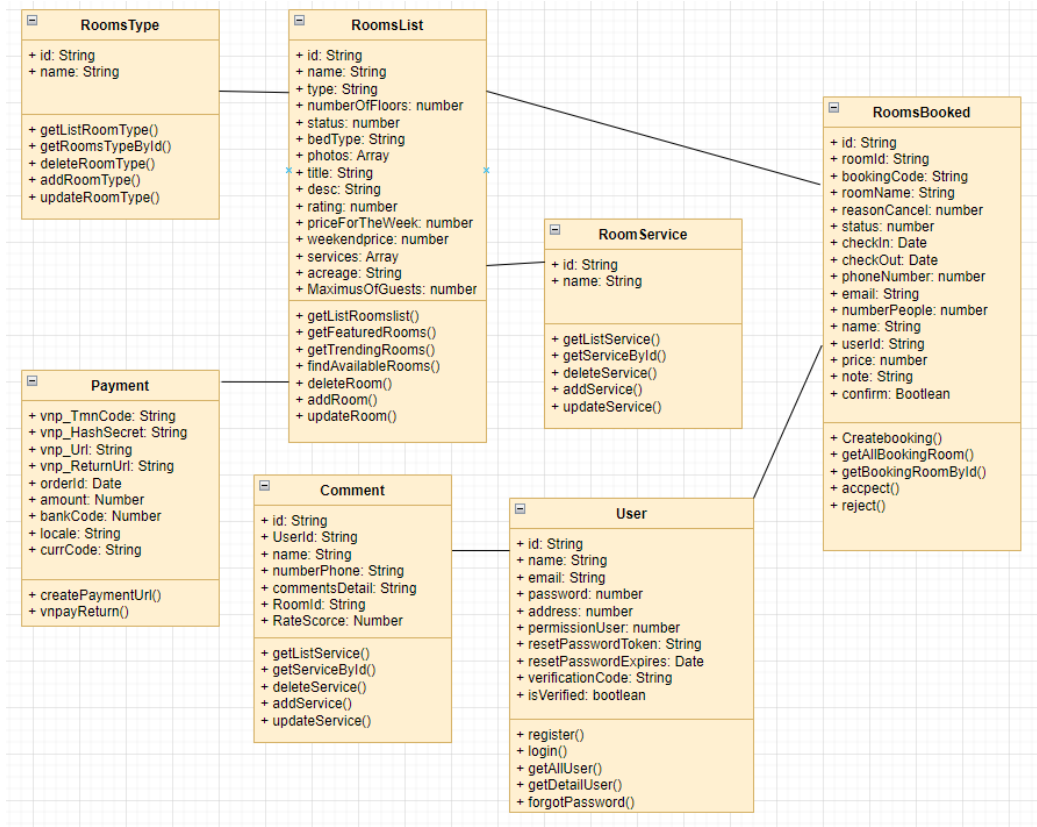 RoomsType
+ id: String
+ name: String
+ getListRoomType()
+ getRoomsTypeById()
+ deleteRoomType()
+ addRoomType()
+ updateRoomType()
RoomsList
+ id: String
+ name: String
+ type: String
+ numberOfFloors: number
+ status: number
+ bedType: String
+ photos: Array
+ title: String
+ desc: String
+ rating: number
+ priceForTheWeek: number
+ weekendprice: number
+ services: Array
+ acreage: String
+ MaximusOfGuests: number
+ getListRoomslist()
+ getFeaturedRooms()
+ getTrendingRooms()
+ findAvailableRooms()
+ deleteRoom()
+ addRoom()
+ updateRoom()
RoomsBooked
+ id: String
+ roomId: String
+ bookingCode: String
+ roomName: String
+ reasonCancel: number
+ status: number
+ checkIn: Date
+ checkOut: Date
+ phoneNumber: number
+ email: String
+ numberPeople: number
+ name: String
+ userId: String
+ price: number
+ note: String
+ confirm: Boolean
+ Createbooking()
+ getAllBookingRoom()
+ getBookingRoomById()
+ accpect()
+ reject()
RoomService
+ id: String
+ name: String
+ getListService()
+ getServiceById()
+ deleteService()
+ addService()
+ updateService()
Payment
+ vnp_TmnCode: String
+ vnp_HashSecret: String
+ vnp_Url: String
+ vnp_ReturnUrl: String
+ orderId: Date
+ amount: Number
+ bankCode: Number
+ locale: String
+ currCode: String
+ createPaymentUrl()
+ vnpayReturn()
Comment
+ id: String
+ UserId: String
+ name: String
+ numberPhone: String
+ commentsDetail: String
+ RoomId: String
+ RateScorce: Number
+ getListService()
+ getServiceById()
+ deleteService()
+ addService()
+ updateService()
User
+ id: String
+ name: String
+ email: String
+ password: number
+ address: number
+ permissionUser: number
+ resetPasswordToken: String
+ resetPasswordExpires: Date
+ verificationCode: String
+ isVerified: bootlean
+ register()
+ login()
+ getAllUser()
+ getDetailUser()
+ forgotPassword()